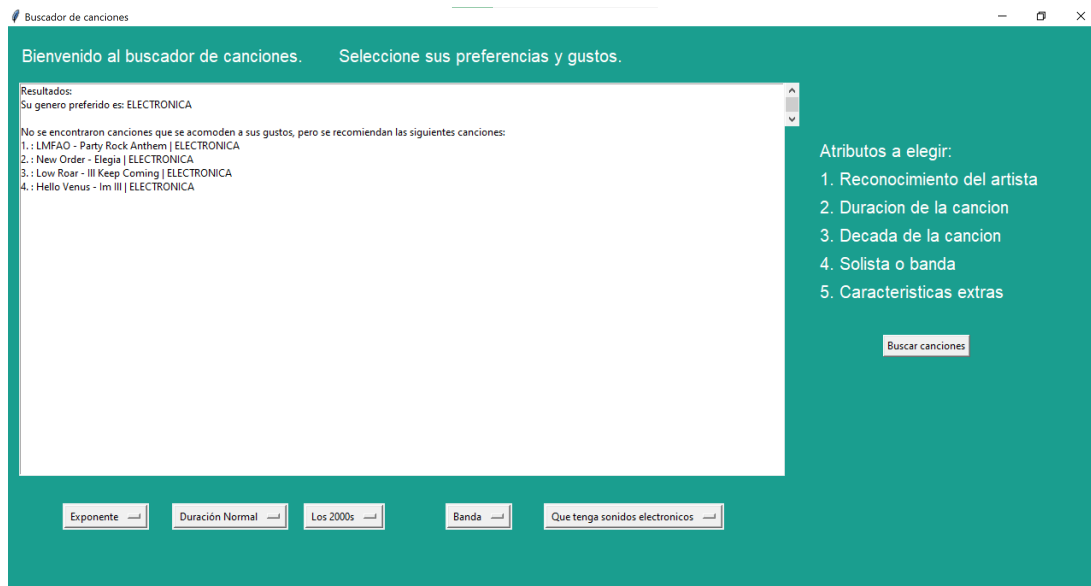 Buscador de canciones
Bienvenido al buscador de canciones. Seleccione sus preferencias y gustos.
Resultados:
Su genero preferido es: ELECTRONICA
No se encontraron canciones que se acomoden a sus gustos, pero se recomiendan las siguientes canciones:
1. : LMFAO - Party Rock Anthem | ELECTRONICA
2. : New Order - Elegia | ELECTRONICA
3. : Low Roar - Ill Keep Coming | ELECTRONICA
4. : Hello Venus - Im Ill | ELECTRONICA
Atributos a elegir:
1. Reconocimiento del artista
2. Duracion de la cancion
3. Decada de la cancion
4. Solista o banda
5. Caracteristicas extras
Buscar canciones
Exponente Duración Normal Los 2000s Banda Que tenga sonidos electronicos